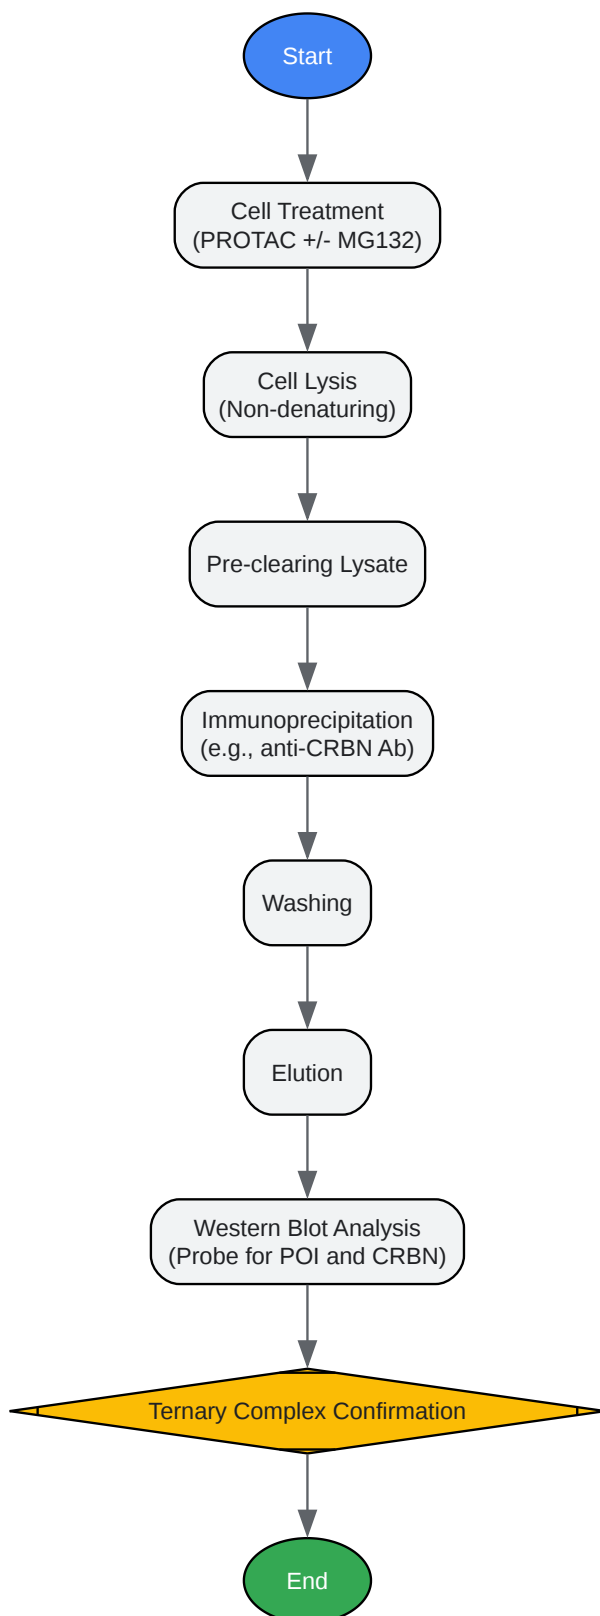 Start
Cell Treatment
(PROTAC +/- MG132)
Cell Lysis
(Non-denaturing)
Pre-clearing Lysate
Immunoprecipitation
(e.g., anti-CRBN Ab)
Washing
Elution
Western Blot Analysis
(Probe for POI and CRBN)
Ternary Complex Confirmation
End